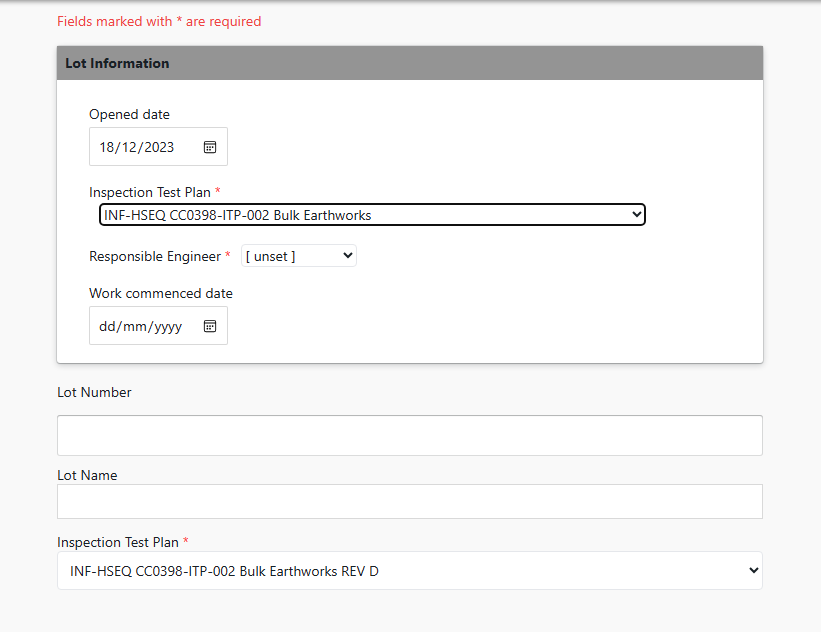 Fields marked with * are required
Lot Information
Opened date
18/12/2023
Inspection Test Plan *
INF-HSEQ CC0398-ITP-002 Bulk Earthworks
Responsible Engineer * [ unset ]
Work commenced date
dd/mm/yyyy
Lot Number
Lot Name
Inspection Test Plan *
INF-HSEQ CC0398-ITP-002 Bulk Earthworks REV D